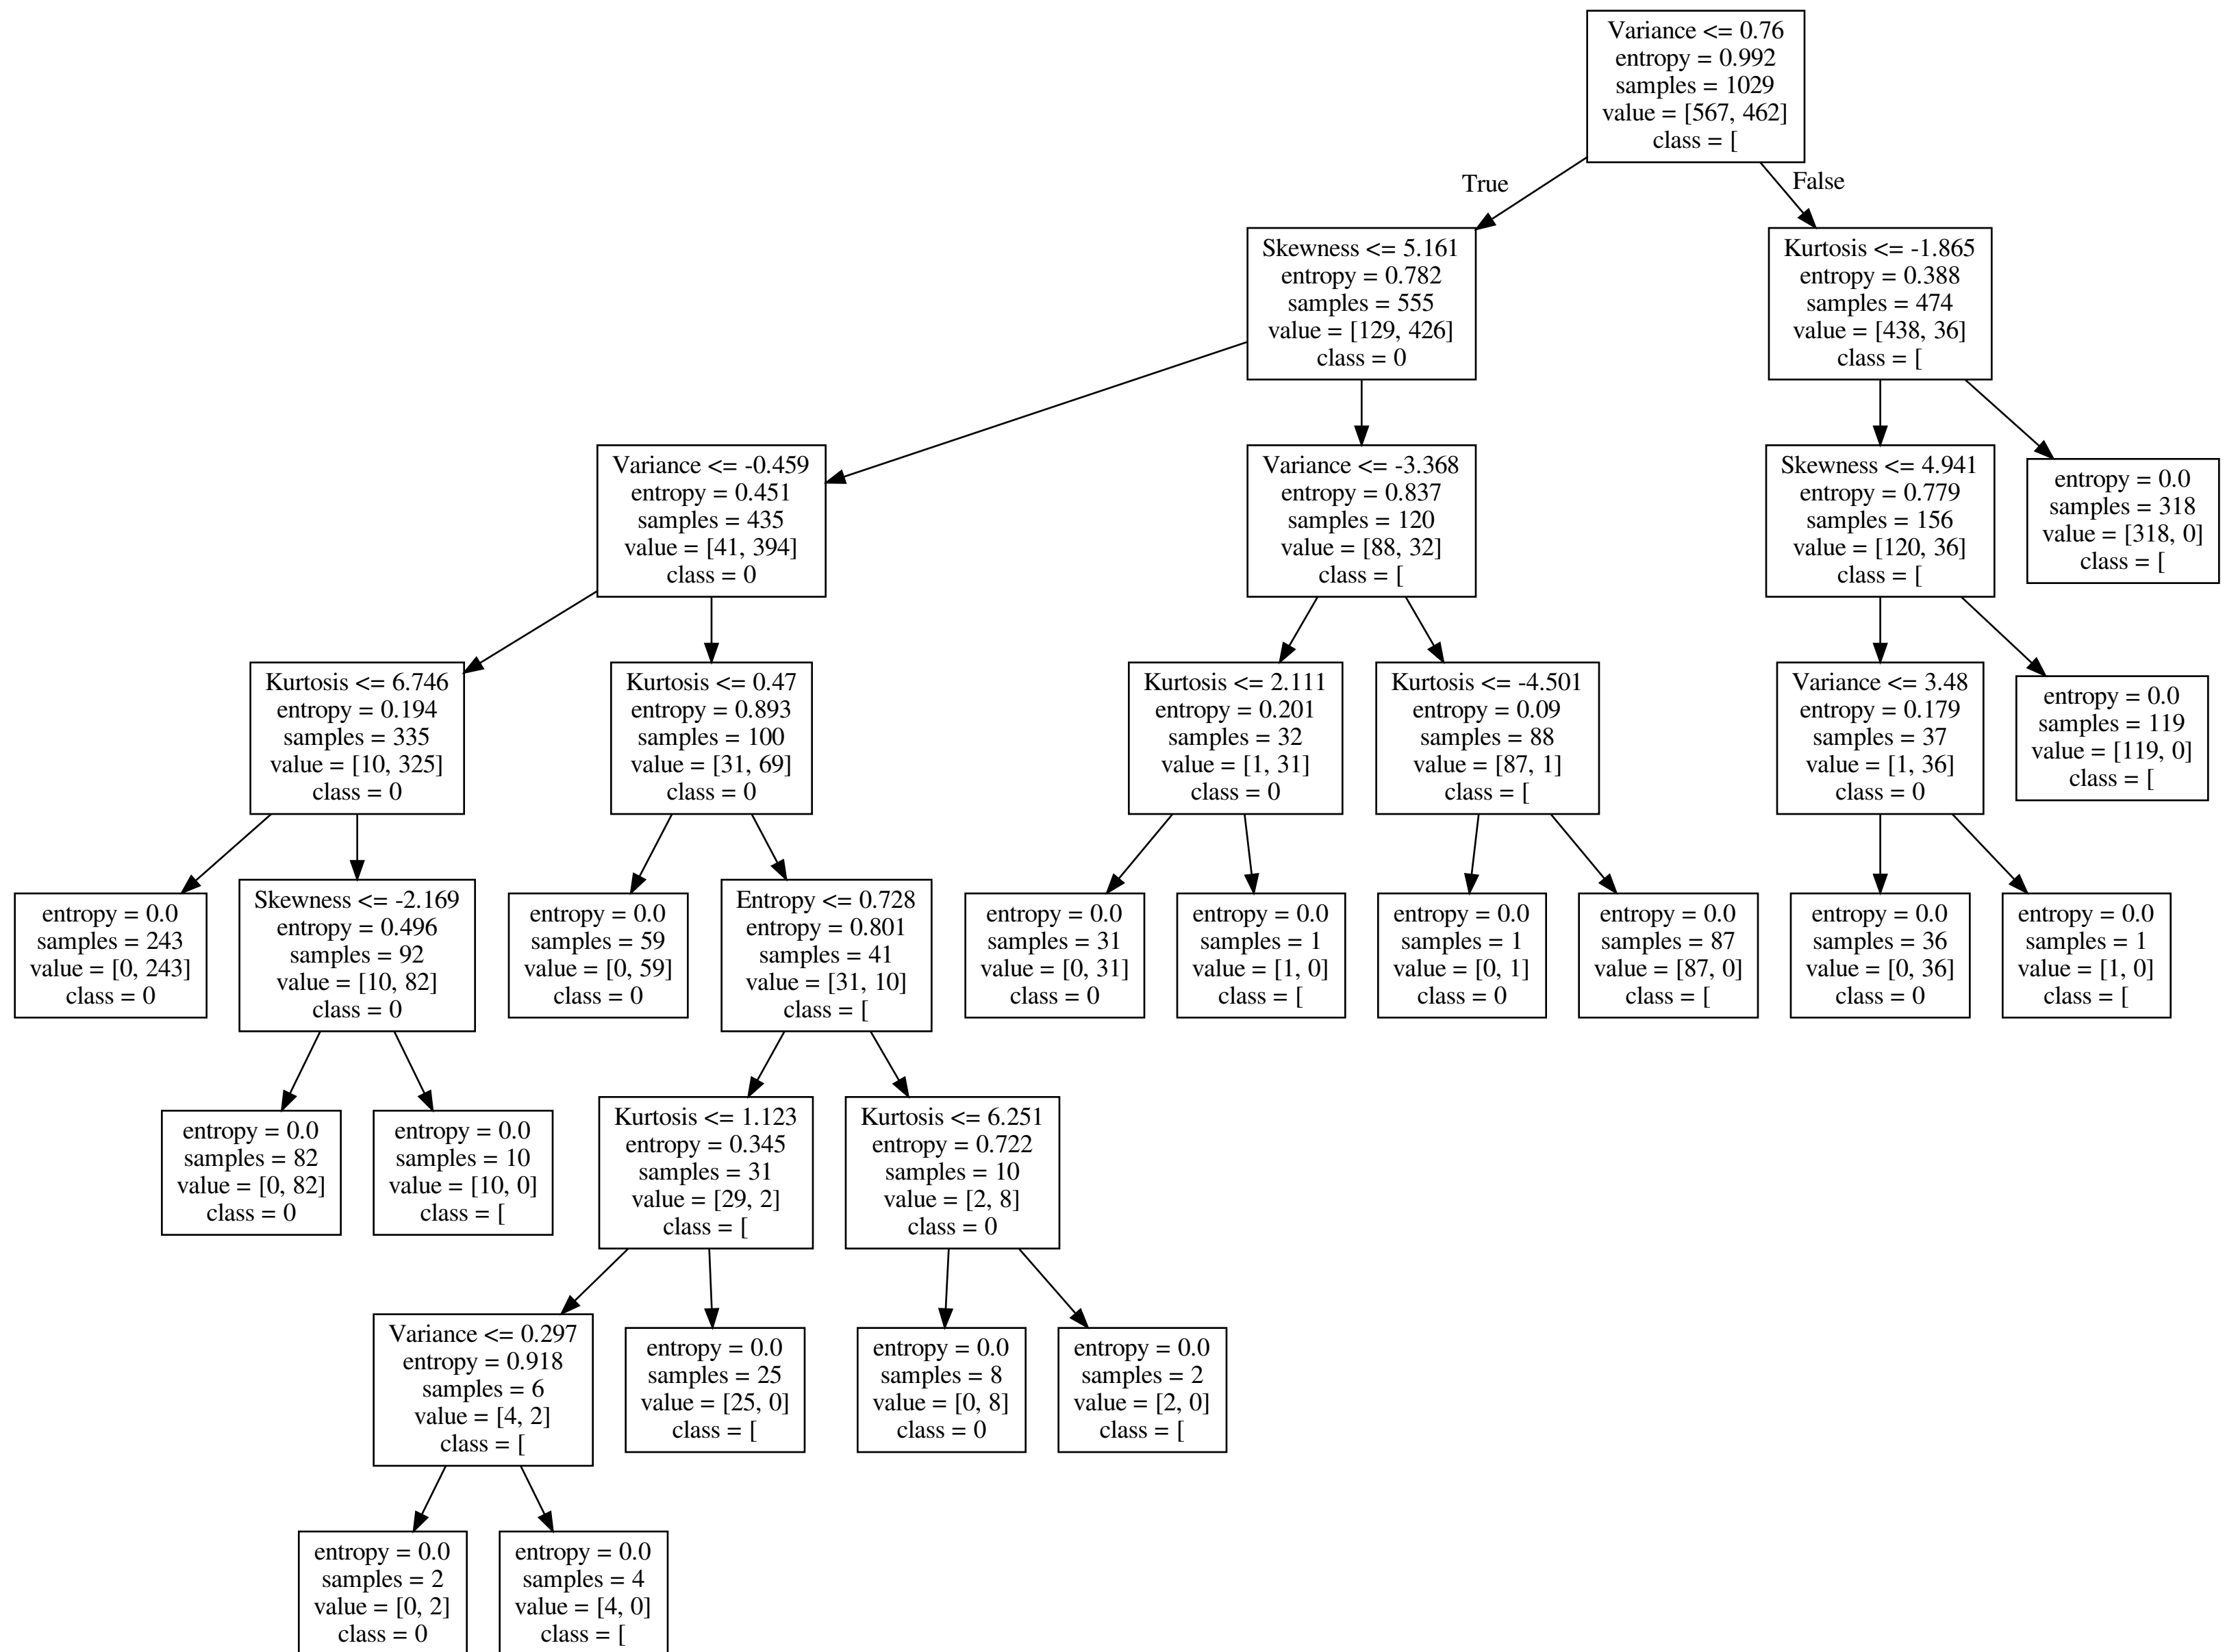 Variance <= 0.76
entropy = 0.992
samples = 1029
value = [567, 462]
class = [
True
False
Skewness <= 5.161
entropy = 0.782
samples = 555
value = [129, 426]
class = 0
Kurtosis <= -1.865
entropy = 0.388
samples = 474
value = [438, 36]
class = [
Variance <= -0.459
entropy = 0.451
samples = 435
value = [41, 394]
class = 0
Variance <= -3.368
entropy = 0.837
samples = 120
value = [88, 32]
class = [
Skewness <= 4.941
entropy = 0.779
samples = 156
value = [120, 36]
class = [
entropy = 0.0
samples = 318
value = [318, 0]
class = [
Kurtosis <= 6.746
entropy = 0.194
samples = 335
value = [10, 325]
class = 0
Kurtosis <= 0.47
entropy = 0.893
samples = 100
value = [31, 69]
class = 0
Kurtosis <= 2.111
entropy = 0.201
samples = 32
value = [1, 31]
class = 0
Kurtosis <= -4.501
entropy = 0.09
samples = 88
value = [87, 1]
class = [
Variance <= 3.48
entropy = 0.179
samples = 37
value = [1, 36]
class = 0
entropy = 0.0
samples = 119
value = [119, 0]
class = [
entropy = 0.0
samples = 243
value = [0, 243]
class = 0
Skewness <= -2.169
entropy = 0.496
samples = 92
value = [10, 82]
class = 0
entropy = 0.0
samples = 59
value = [0, 59]
class = 0
Entropy <= 0.728
entropy = 0.801
samples = 41
value = [31, 10]
class = [
entropy = 0.0
samples = 31
value = [0, 31]
class = 0
entropy = 0.0
samples = 1
value = [1, 0]
class = [
entropy = 0.0
samples = 1
value = [0, 1]
class = 0
entropy = 0.0
samples = 87
value = [87, 0]
class = [
entropy = 0.0
samples = 36
value = [0, 36]
class = 0
entropy = 0.0
samples = 1
value = [1, 0]
class = [
entropy = 0.0
samples = 82
value = [0, 82]
class = 0
entropy = 0.0
samples = 10
value = [10, 0]
class = [
Kurtosis <= 1.123
entropy = 0.345
samples = 31
value = [29, 2]
class = [
Kurtosis <= 6.251
entropy = 0.722
samples = 10
value = [2, 8]
class = 0
Variance <= 0.297
entropy = 0.918
samples = 6
value = [4, 2]
class = [
entropy = 0.0
samples = 25
value = [25, 0]
class = [
entropy = 0.0
samples = 8
value = [0, 8]
class = 0
entropy = 0.0
samples = 2
value = [2, 0]
class = [
entropy = 0.0
samples = 2
value = [0, 2]
class = 0
entropy = 0.0
samples = 4
value = [4, 0]
class = [